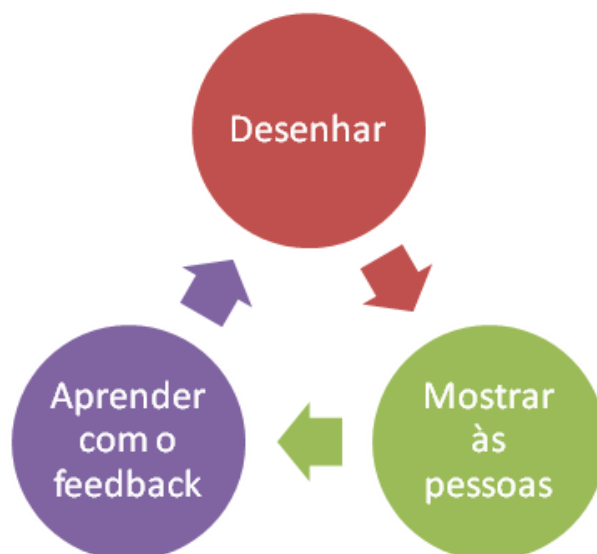 Desenhar
Mostrar
às
pessoas
Aprender
com o
feedback